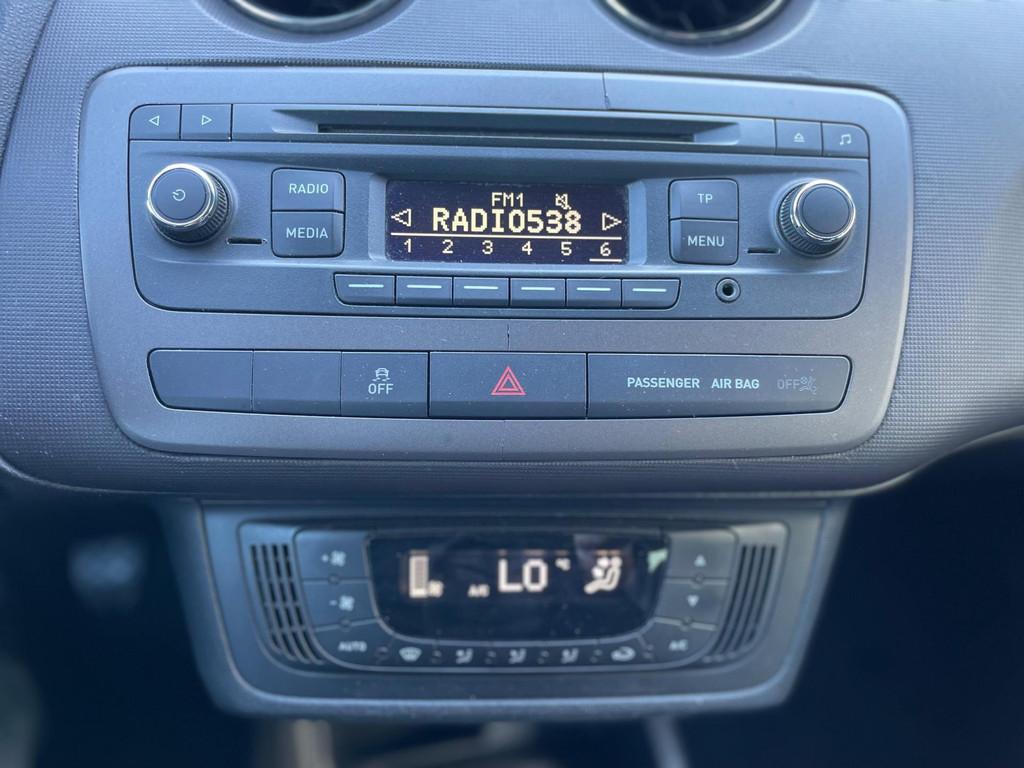 RADIO
MEDIA
FM1
RADIO538
1 2 3 4 5 6
TP
MENU
OFF
PASSENGER AIR BAG OFF
A/C LO
AUTO
A/C